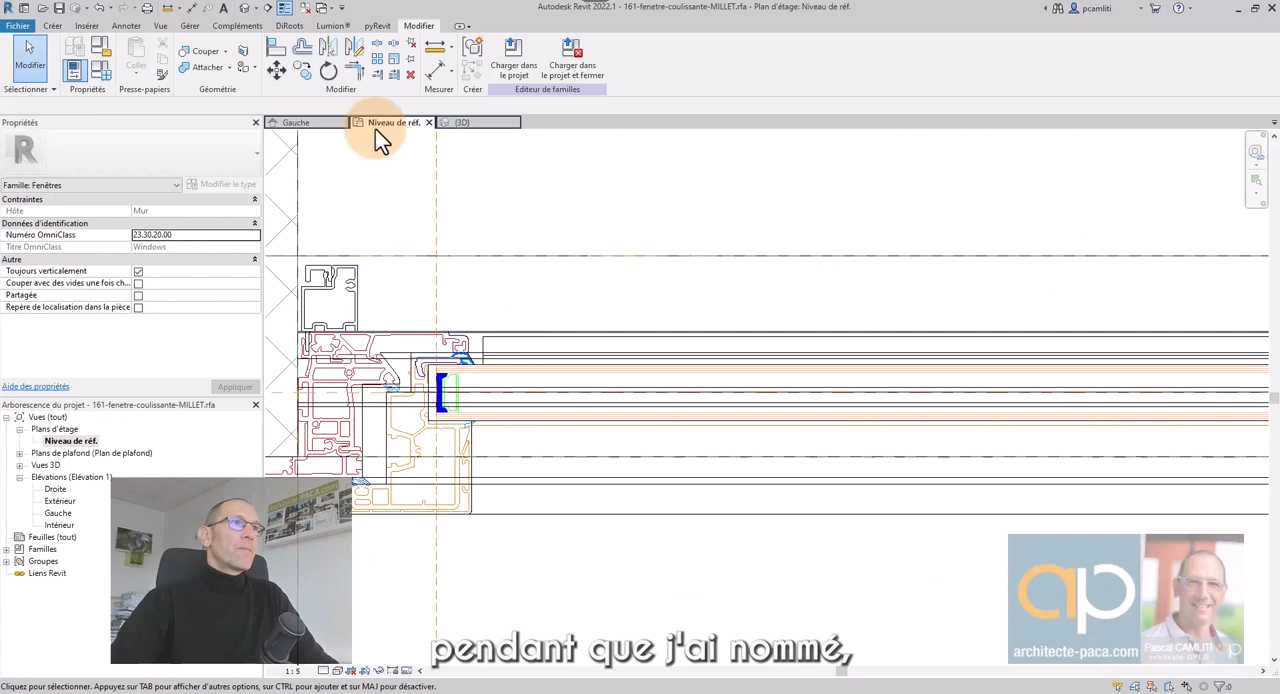 Autodesk Revit 2022.1 - 161-fenetre-coulissante-MILLET.rfa - Plan d'étage: Niveau de réf.
pcamliti
Fichier Créer Insérer Annoter Vue Gérer Compléments DiRoots Lumion® pyRevit Modifier
Modifier
Coller
Couper
Attacher
Charger dans le projet
Charger dans le projet et fermer
Sélectionner Propriétés Presse-papiers Géométrie Modifier Mesurer Créer Editeur de familles
Propriétés
Gauche
Niveau de réf.
{3D}
Famille: Fenêtres
Modifier le type
Contraintes
Hôte Mur
Données d'identification
Numéro OmniClass 23.30.20.00
Titre OmniClass Windows
Autre
Toujours verticalement
Couper avec des vides une fois ch...
Partagée
Repère de localisation dans la pièce
Aide des propriétés
Appliquer
Arborescence du projet - 161-fenetre-coulissante-MILLET.rfa
Vues (tout)
Plans d'étage
Niveau de réf.
Plans de plafond (Plan de plafond)
Vues 3D
Elévations (Elévation 1)
Droite
Extérieur
Gauche
Intérieur
Feuilles (tout)
Familles
Groupes
Liens Revit
ap
architecte-paca.com
Pascal CAMLITI
architecte DPLG
pendant que j'ai nommé,
1 : 5
Cliquez pour sélectionner. Appuyez sur TAB pour afficher d'autres options, sur CTRL pour ajouter et sur MAJ pour désactiver.
:0